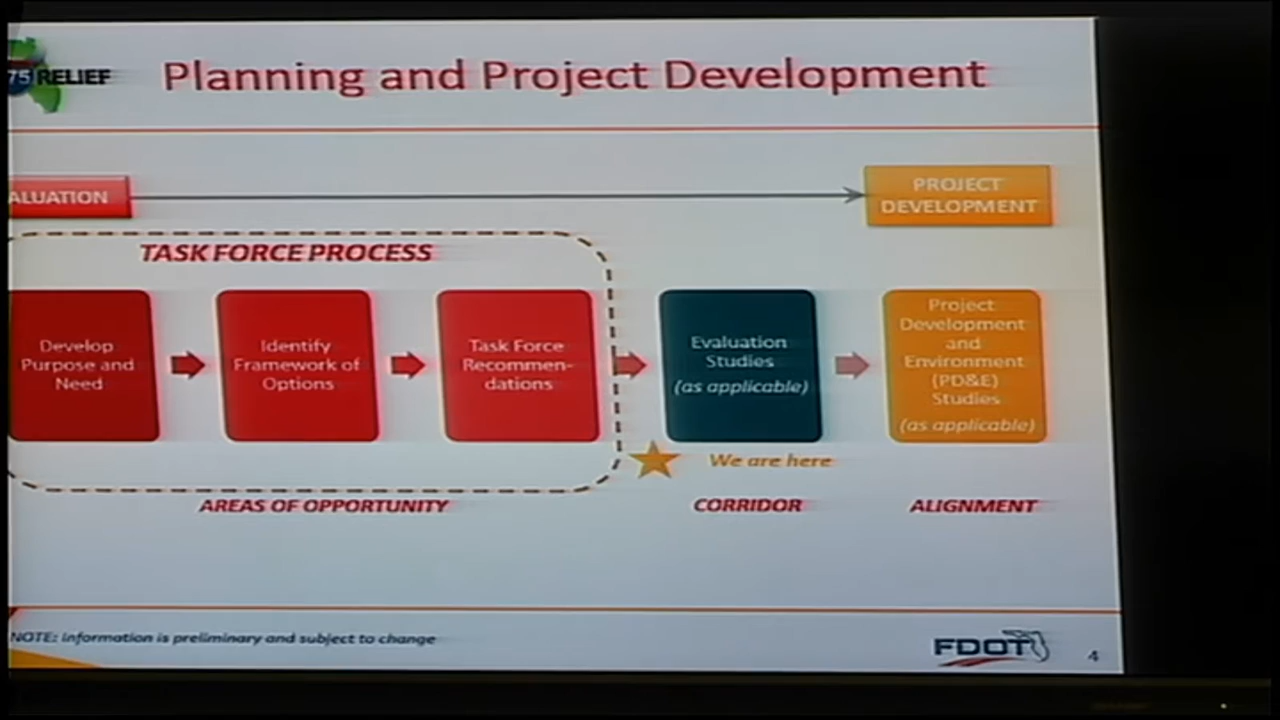 75 RELIEF
Planning and Project Development
ALUATION
PROJECT
DEVELOPMENT
TASK FORCE PROCESS
Develop
Purpose and
Need
Identify
Framework of
Options
Task Force
Recommen-
dations
Evaluation
Studies
(as applicable)
Project
Development
and
Environment
(PD&E)
Studies
(as applicable)
We are here
AREAS OF OPPORTUNITY
CORRIDOR
ALIGNMENT
NOTE: Information is preliminary and subject to change
FDOT
4